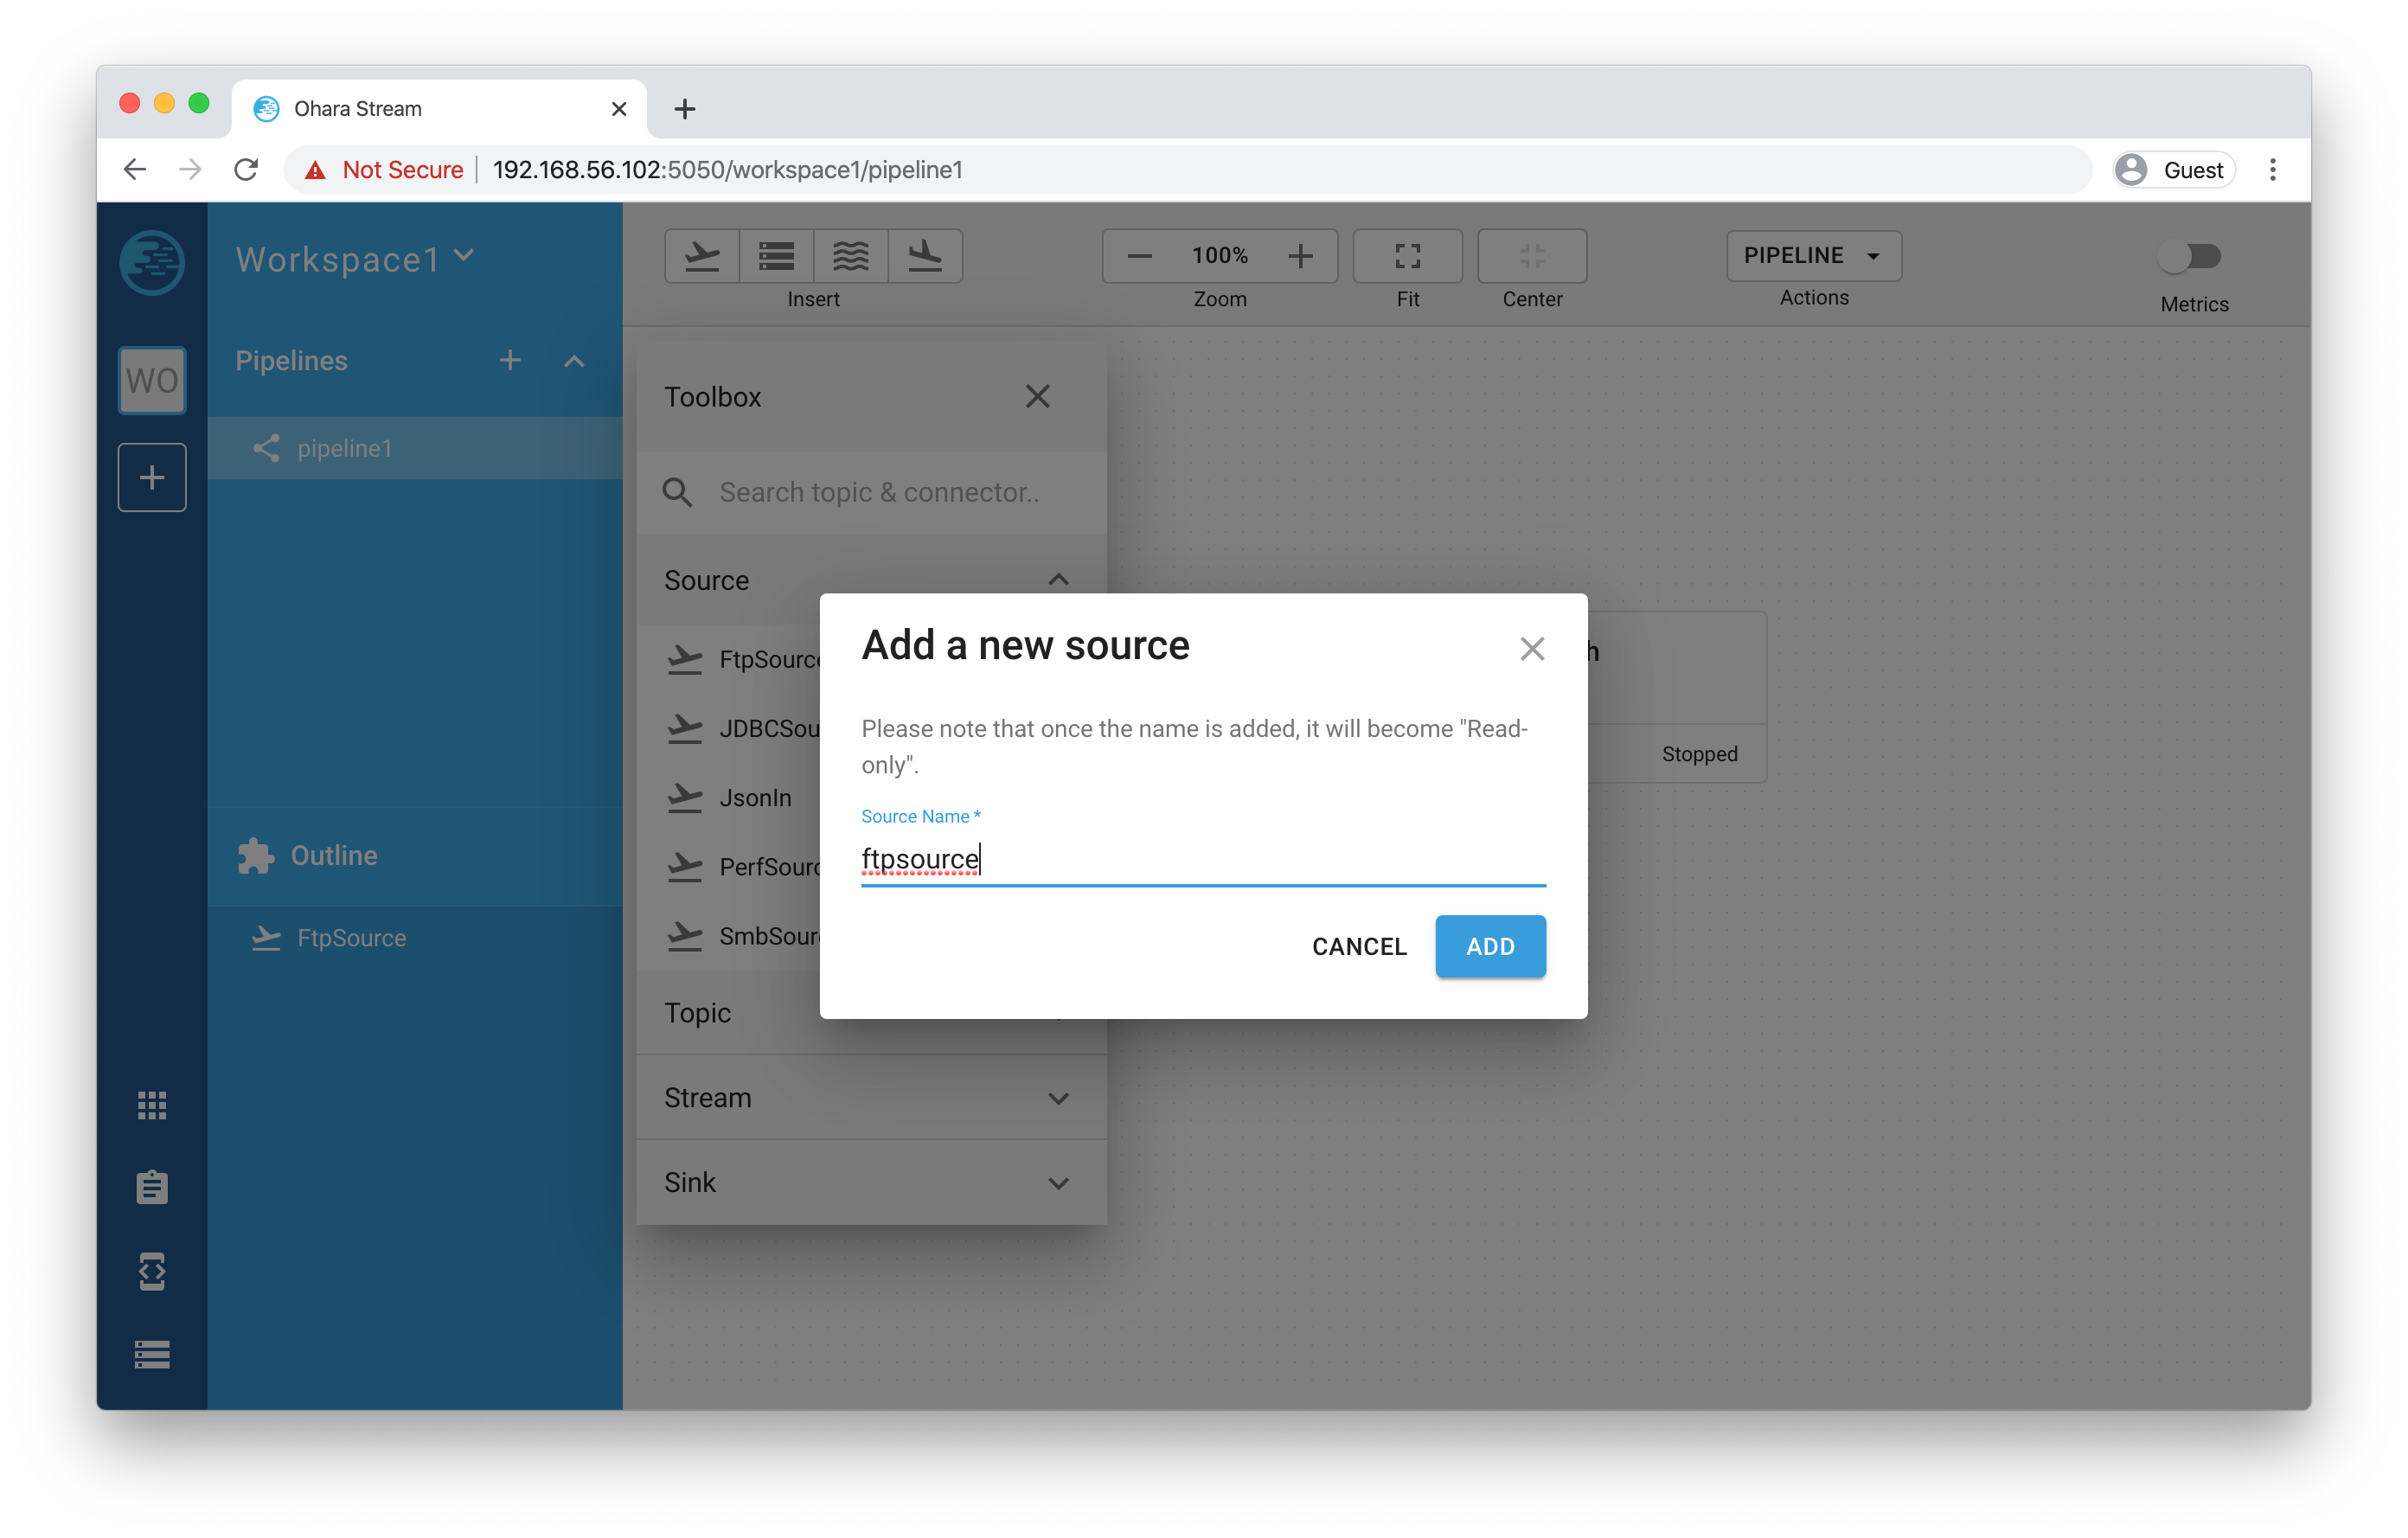 Ohara Stream
Not Secure
192.168.56.102:5050/workspace1/pipeline1
Guest
Workspace1
100%
PIPELINE
Insert
Zoom
Fit
Center
Actions
Metrics
WO
Pipelines
pipeline1
Outline
FtpSource
Toolbox
Search topic & connector..
Source
FtpSource
JDBCSou
JsonIn
PerfSourc
SmbSour
Topic
Stream
Sink
Stopped
Add a new source
Please note that once the name is added, it will become "Read-
only".
Source Name *
ftpsource
CANCEL
ADD